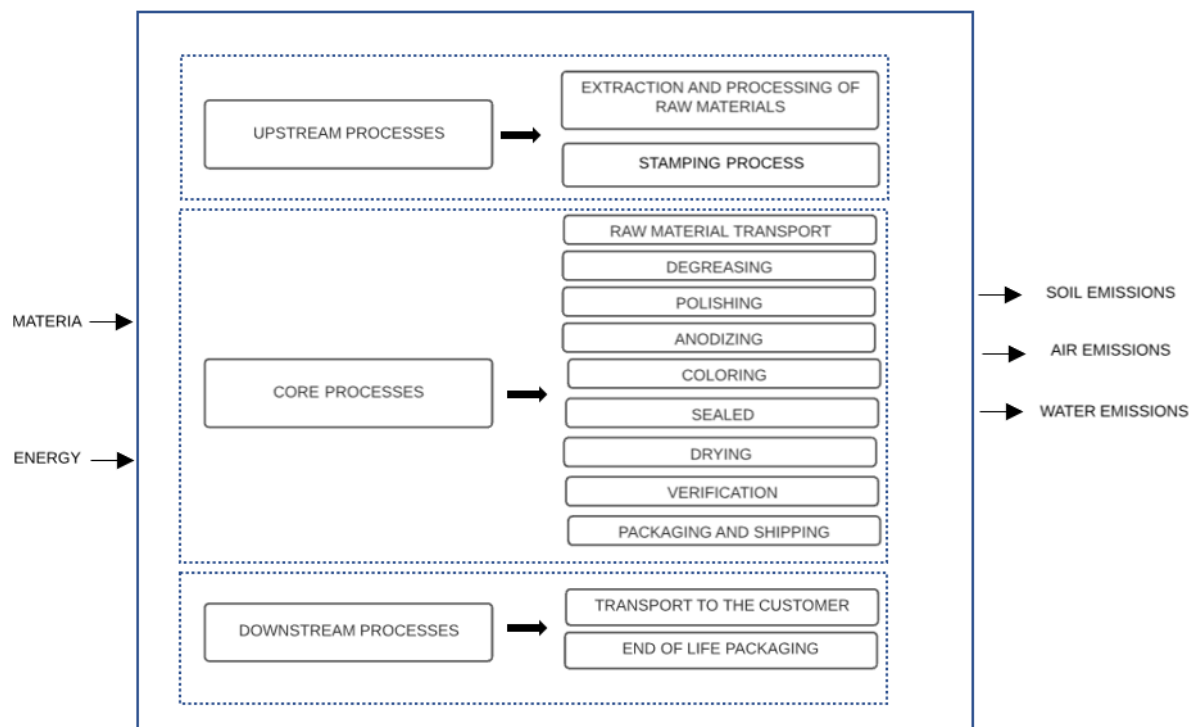 UPSTREAM PROCESSES
EXTRACTION AND PROCESSING OF
RAW MATERIALS
STAMPING PROCESS
MATERIA
ENERGY
CORE PROCESSES
RAW MATERIAL TRANSPORT
DEGREASING
POLISHING
ANODIZING
COLORING
SEALED
DRYING
VERIFICATION
PACKAGING AND SHIPPING
SOIL EMISSIONS
AIR EMISSIONS
WATER EMISSIONS
DOWNSTREAM PROCESSES
TRANSPORT TO THE CUSTOMER
END OF LIFE PACKAGING